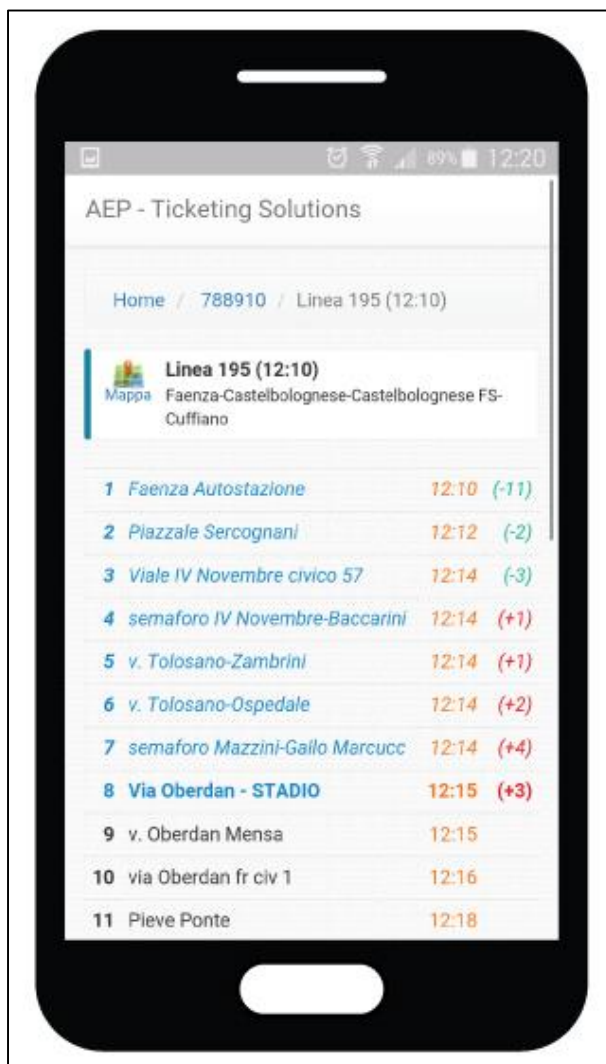 89% 12:20
AEP - Ticketing Solutions
Home / 788910 / Linea 195 (12:10)
Linea 195 (12:10)
Mappa Faenza-Castelbolognese-Castelbolognese FS-
Cuffiano
1 Faenza Autostazione 12:10 (-11)
2 Piazzale Sercognani 12:12 (-2)
3 Viale IV Novembre civico 57 12:14 (-3)
4 semaforo IV Novembre-Baccarini 12:14 (+1)
5 v. Tolosano-Zambrini 12:14 (+1)
6 v. Tolosano-Ospedale 12:14 (+2)
7 semaforo Mazzini-Gallo Marcucc 12:14 (+4)
8 Via Oberdan - STADIO 12:15 (+3)
9 v. Oberdan Mensa 12:15
10 via Oberdan fr civ 1 12:16
11 Pieve Ponte 12:18